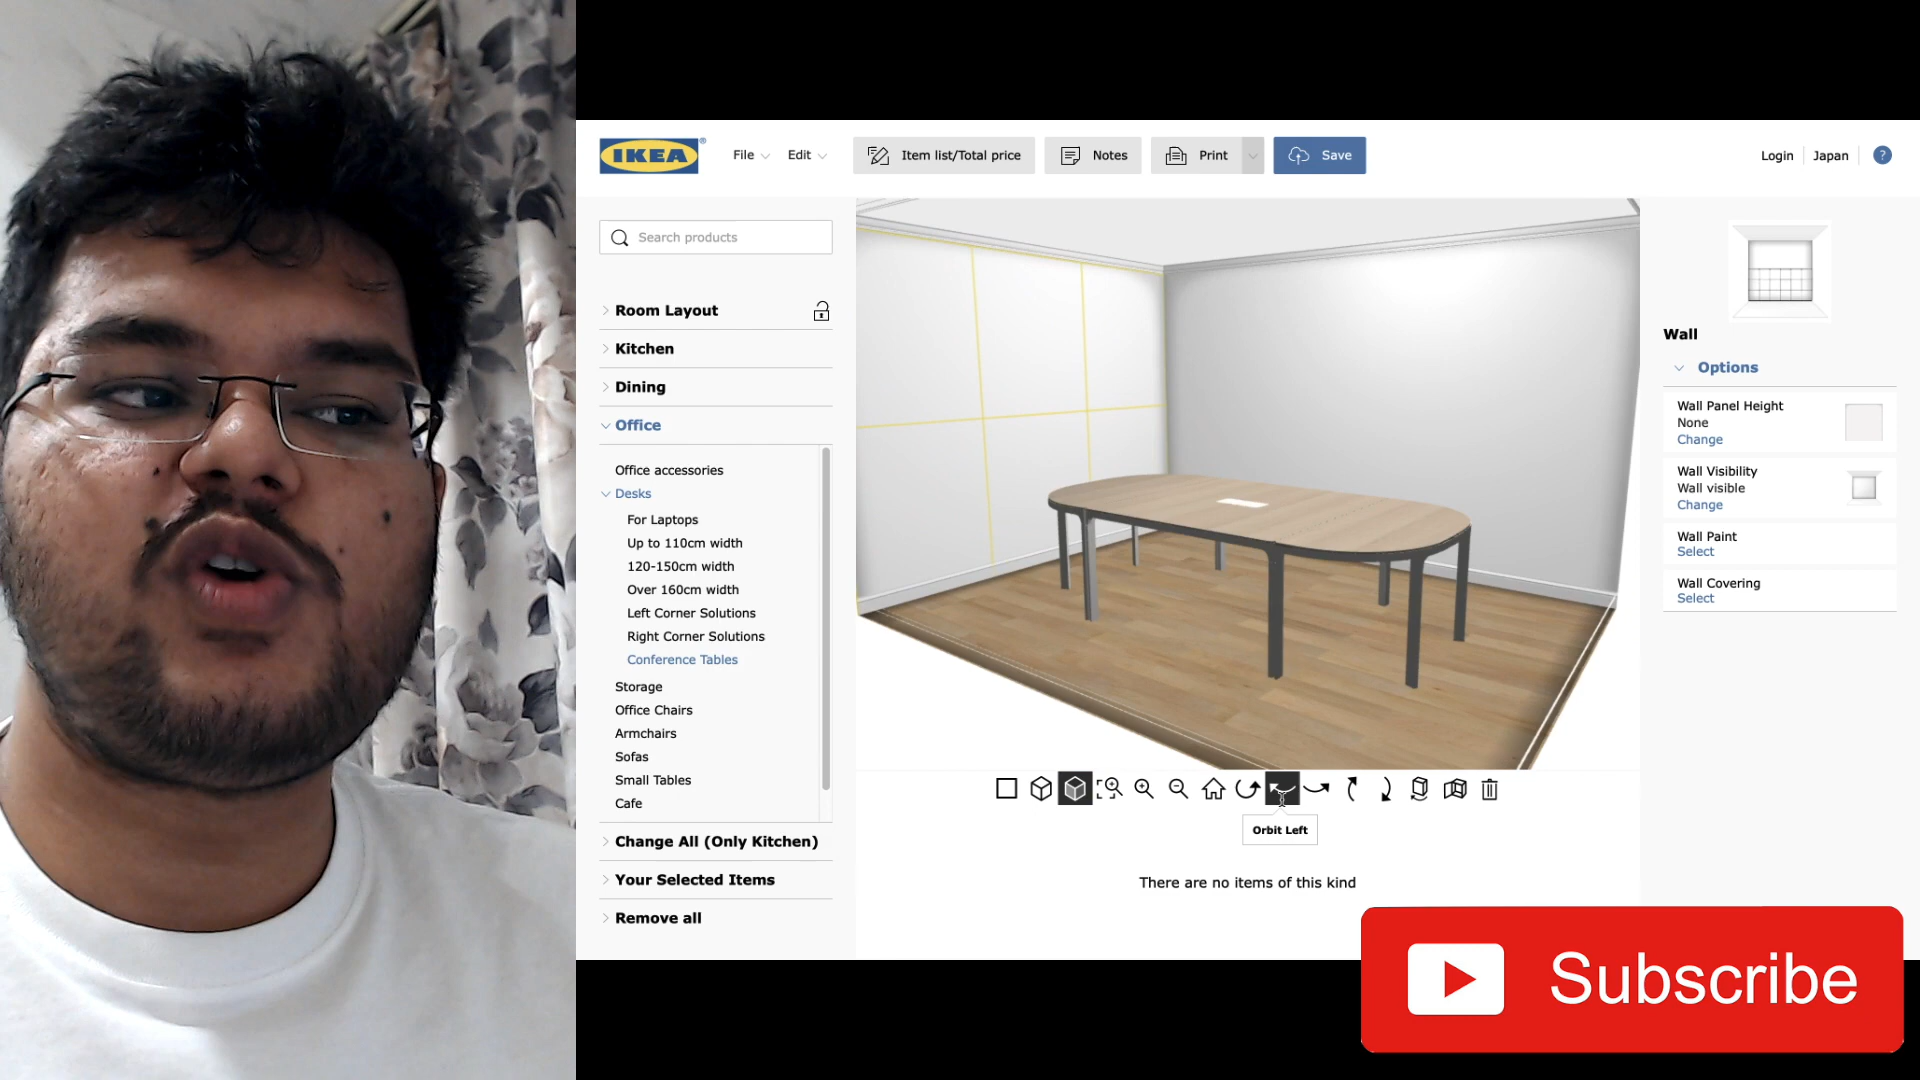 IKEA®
File
Edit
Item list/Total price
Notes
Print
Save
Login
Japan
?
Search products
Room Layout
Kitchen
Dining
Office
Office accessories
Desks
For Laptops
Up to 110cm width
120-150cm width
Over 160cm width
Left Corner Solutions
Right Corner Solutions
Conference Tables
Storage
Office Chairs
Armchairs
Sofas
Small Tables
Cafe
Change All (Only Kitchen)
Your Selected Items
Remove all
Orbit Left
There are no items of this kind
Wall
Options
Wall Panel Height
None
Change
Wall Visibility
Wall visible
Change
Wall Paint
Select
Wall Covering
Select
Subscribe